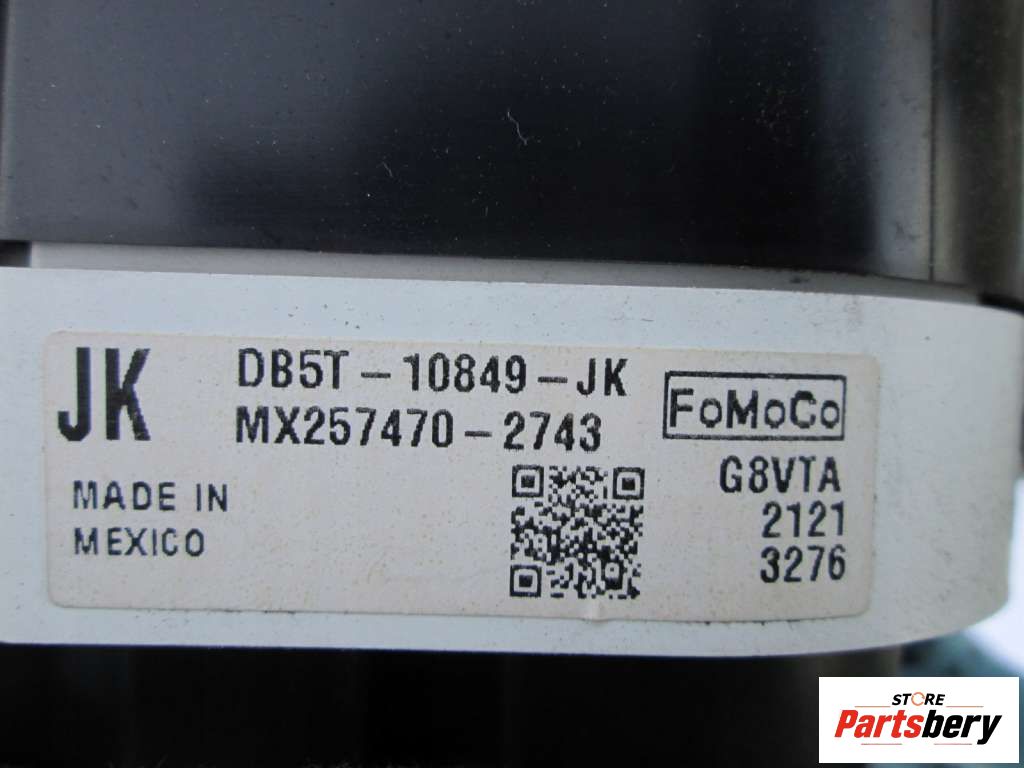 JK
DB5T-10849-JK
MX257470-2743
FoMoCo
MADE IN
MEXICO
G8VTA
2121
3276
STORE
Partsbery